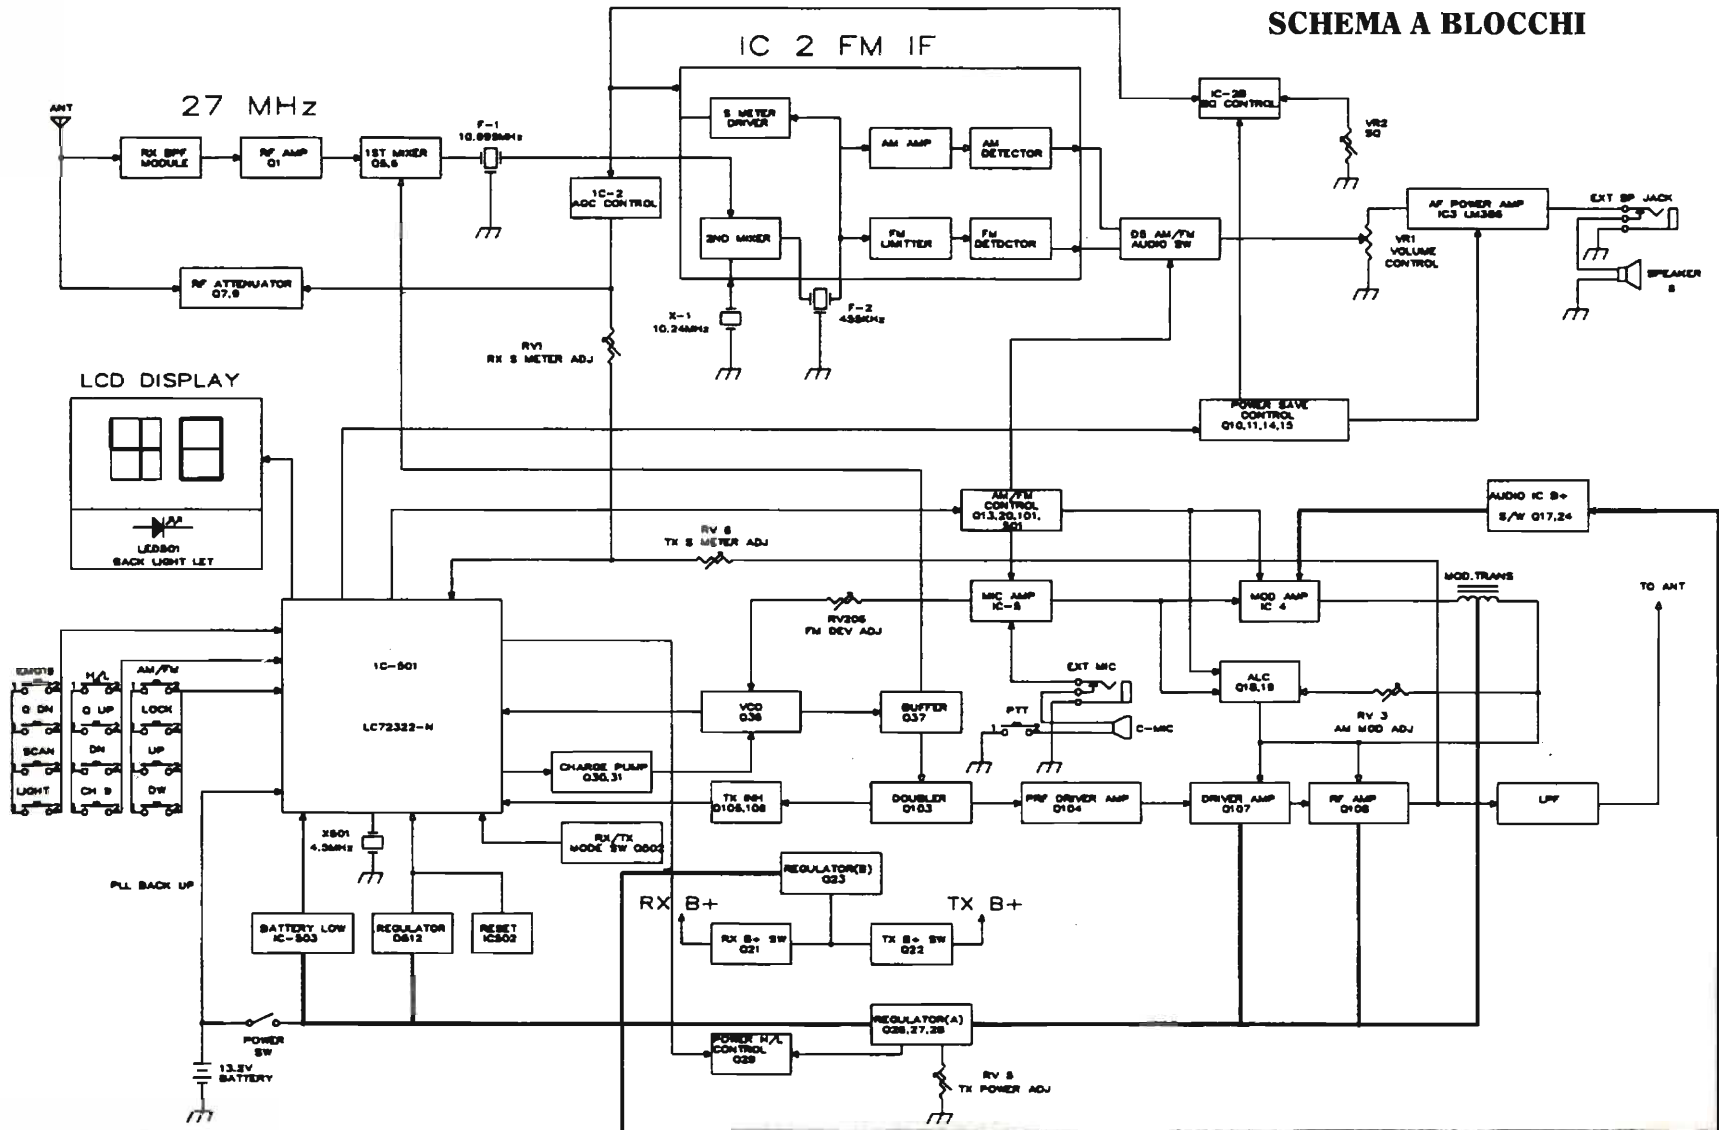 SCHEMA A BLOCCHI
IC 2 FM IF
27 MHz
ANT
RX BPF
MODULE
RF AMP
Q1
1ST MIXER
Q5,6
F-1
10.695MHz
S METER
DRIVER
AM AMP
AM
DETECTOR
IC-2B
SQ CONTROL
VR2
SQ
1C-2
AGC CONTROL
2ND MIXER
FM
LIMITTER
FM
DETDCTOR
D5 AM/FM
AUDIO SW
AF POWER AMP
IC3 LM386
EXT SP JACK
VR1
VOLUME
CONTROL
SPEAKER
8
RF ATTENUATOR
Q7,9
X-1
10.24MHz
F-2
455KHz
RV1
RX S METER ADJ
LCD DISPLAY
LED501
BACK LIGHT LET
POWER SAVE
CONTROL
Q10,11,14,15
AM/FM
CONTROL
Q13,20,101,
501
AUDIO IC B+
S/W Q17,24
RV 6
TX S METER ADJ
MIC AMP
IC-5
MOD AMP
IC 4
MOD.TRANS
TO ANT
RV205
FM DEV ADJ
1C-501
LC72322-N
EMG19
H/L
AM/FM
Q DN
Q UP
LOCK
SCAN
DN
UP
LIGHT
CH 9
DW
EXT MIC
ALC
Q18,19
RV 3
AM MOD ADJ
VCO
Q36
BUFFER
Q37
PTT
C-MIC
CHARGE PUMP
Q30,31
TX INH
Q105,106
DOUBLER
Q103
PRF DRIVER AMP
Q104
DRIVER AMP
Q107
RF AMP
Q108
LPF
X501
4.5MHz
RX/TX
MODE SW Q502
PLL BACK UP
REGULATOR(B)
Q23
RX B+
TX B+
BATTERY LOW
IC-503
REGULATOR
D512
RESET
IC502
RX B+ SW
Q21
TX B+ SW
Q22
REGULATOR(A)
Q26,27,28
POWER
SW
POWER H/L
CONTROL
Q29
13.2V
BATTERY
RV 5
TX POWER ADJ